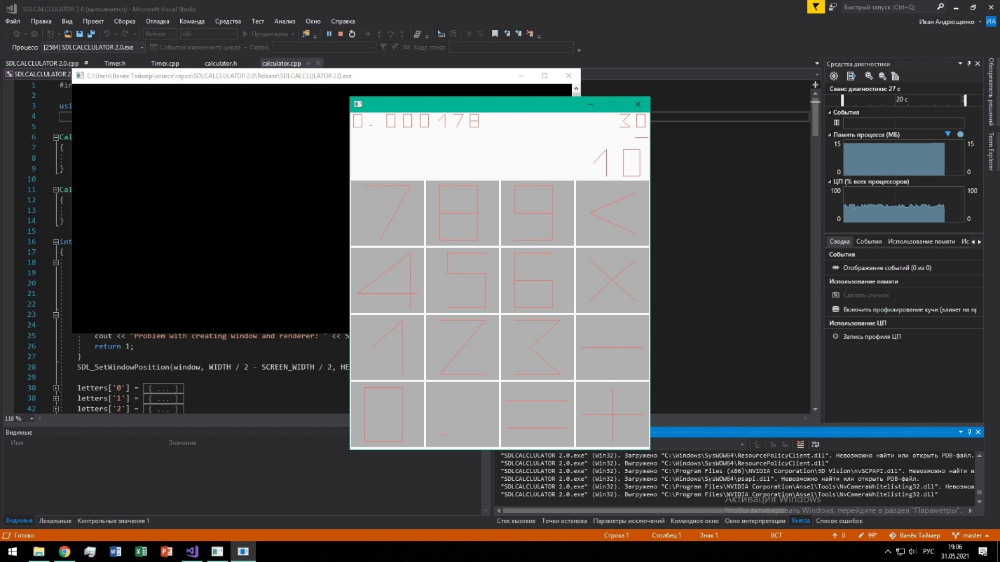 SDLCALCLULATOR 2.0 (выполняется) - Microsoft Visual Studio
Быстрый запуск (Ctrl+Q)
Файл Правка Вид Проект Сборка Отладка Команда Средства Тест Анализ Окно Справка
Иван Андрющенко
ИА
Release x86 Продолжить
Процесс: [2584] SDLCALCLULATOR 2.0.exe События жизненного цикла Поток: Кадр стека:
SDLCALCLULATOR 2.0.cpp Timer.h Timer.cpp calculator.h calculator.cpp
SDLCALCLULATOR 2
C:\Users\Ванёк Таймер\source\repos\SDLCALCLULATOR 2.0\Release\SDLCALCLULATOR 2.0.exe
1 #in
2
3 usi
4
5
6 Cal
7 {
8
9 }
10
11 Cal
12 {
13
14 }
15
16 int
17 {
18
19
20
21
22
23
24
25 cout << "Problem with creating window and renderer: " << S
26 return 1;
27 }
28 SDL_SetWindowPosition(window, WIDTH / 2 - SCREEN_WIDTH / 2, HE
29
30 letters['0'] = { ... }
38 letters['1'] = { ... }
42 letters['2'] = { ... }
118 %
0.000178 30
-
10
7 8 9 <
4 5 6 ×
1 2 3 −
0 . = +
Средства диагностики
Сеанс диагностики: 27 с
20 с
События
Память процесса (МБ)
15 15
0 0
ЦП (% всех процессоров)
100 100
0 0
Сводка События Использование памяти Ис
События
Отображение событий (0 из 0)
Использование памяти
Сделать снимок
Включить профилирование кучи (влияет на пр
Использование ЦП
Запись профиля ЦП
Обозреватель решений
Team Explorer
Видимые
Имя Значение
Видимые Локальные Контрольные значения 1
"SDLCALCLULATOR 2.0.exe" (Win32). Загружено "C:\Windows\SysWOW64\ResourcePolicyClient.dll". Невозможно найти или открыть PDB-файл.
"SDLCALCLULATOR 2.0.exe" (Win32). Выгружено "C:\Windows\SysWOW64\ResourcePolicyClient.dll"
"SDLCALCLULATOR 2.0.exe" (Win32). Загружено "C:\Program Files (x86)\NVIDIA Corporation\3D Vision\nvSCPAPI.dll". Невозможно найти и
"SDLCALCLULATOR 2.0.exe" (Win32). Загружено "C:\Windows\SysWOW64\psapi.dll". Невозможно найти или открыть PDB-файл.
"SDLCALCLULATOR 2.0.exe" (Win32). Загружено "C:\Program Files\NVIDIA Corporation\Ansel\Tools\NvCameraWhitelisting32.dll". Невозмож
"SDLCALCLULATOR 2.0.exe" (Win32). Выгружено "C:\Program Files\NVIDIA Corporation\Ansel\Tools\NvCameraWhitelisting32.dll"
Активация Windows
Чтобы активировать Windows, перейдите в раздел "Параметры".
Стек вызовов Точки останова Параметры исключений Командное окно Окно интерпретации Вывод Список ошибок
Готово Строка 1 Столбец 1 Знак 1 ВСТ 0 99* Ванёк Таймер master
РУС
19:06
31.05.2021